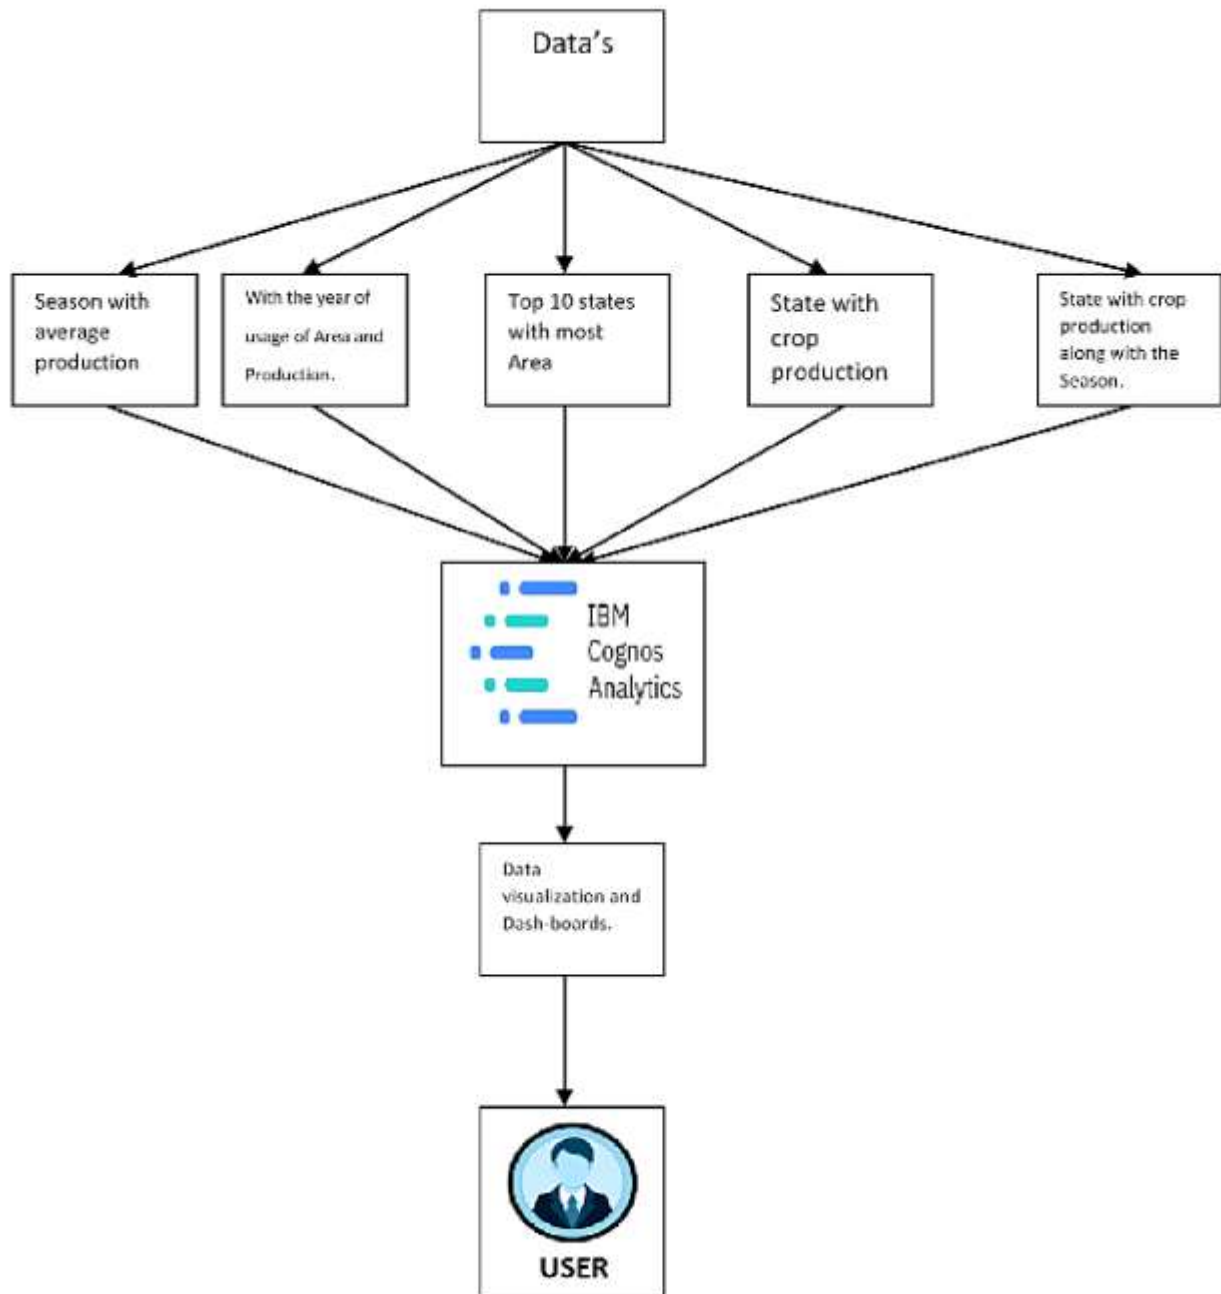 Data's
Season with
average
production
With the year of
usage of Area and
Production.
Top 10 states
with most
Area
State with
crop
production
State with crop
production
along with the
Season.
IBM
Cognos
Analytics
Data
visualization and
Dash-boards.
USER